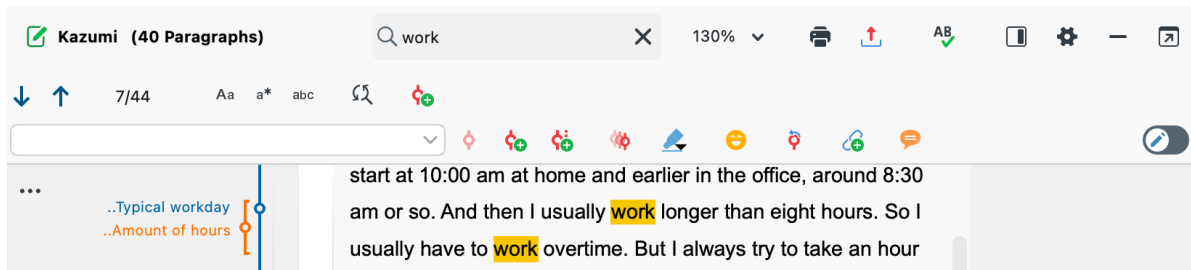 Kazumi (40 Paragraphs)
work
130%
AB
7/44
Aa a* abc
start at 10:00 am at home and earlier in the office, around 8:30
..Typical workday
am or so. And then I usually work longer than eight hours. So I
..Amount of hours
usually have to work overtime. But I always try to take an hour